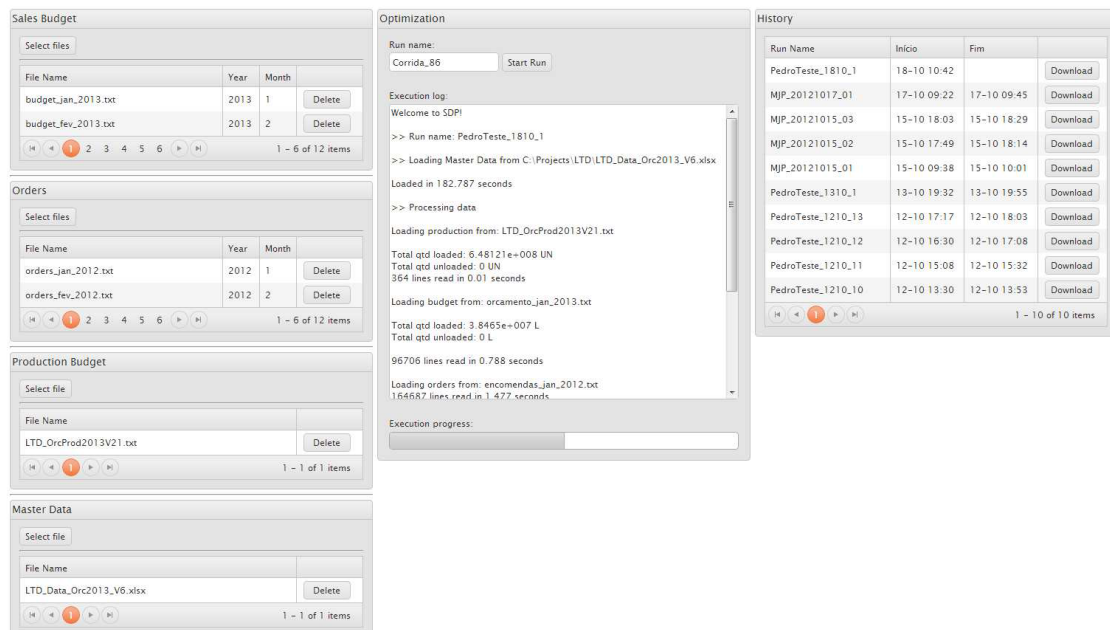 Sales Budget
Select files
File Name Year Month
budget_jan_2013.txt 2013 1 Delete
budget_fev_2013.txt 2013 2 Delete
1 2 3 4 5 6 1 - 6 of 12 items
Orders
Select files
File Name Year Month
orders_jan_2012.txt 2012 1 Delete
orders_fev_2012.txt 2012 2 Delete
1 2 3 4 5 6 1 - 6 of 12 items
Production Budget
Select file
File Name
LTD_OrcProd2013V21.txt Delete
1 1 - 1 of 1 items
Master Data
Select file
File Name
LTD_Data_Orc2013_V6.xlsx Delete
1 1 - 1 of 1 items
Optimization
Run name:
Corrida_86 Start Run
Execution log:
Welcome to SDP!
>> Run name: PedroTeste_1810_1
>> Loading Master Data from C:\Projects\LTD\LTD_Data_Orc2013_V6.xlsx
Loaded in 182.787 seconds
>> Processing data
Loading production from: LTD_OrcProd2013V21.txt
Total qtd loaded: 6.48121e+008 UN
Total qtd unloaded: 0 UN
364 lines read in 0.01 seconds
Loading budget from: orcamento_jan_2013.txt
Total qtd loaded: 3.8465e+007 L
Total qtd unloaded: 0 L
96706 lines read in 0.788 seconds
Loading orders from: encomendas_jan_2012.txt
164687 lines read in 1.477 seconds
Execution progress:
History
Run Name Início Fim
PedroTeste_1810_1 18-10 10:42 Download
MJP_20121017_01 17-10 09:22 17-10 09:45 Download
MJP_20121015_03 15-10 18:03 15-10 18:29 Download
MJP_20121015_02 15-10 17:49 15-10 18:14 Download
MJP_20121015_01 15-10 09:38 15-10 10:01 Download
PedroTeste_1310_1 13-10 19:32 13-10 19:55 Download
PedroTeste_1210_13 12-10 17:17 12-10 18:03 Download
PedroTeste_1210_12 12-10 16:30 12-10 17:08 Download
PedroTeste_1210_11 12-10 15:08 12-10 15:32 Download
PedroTeste_1210_10 12-10 13:30 12-10 13:53 Download
1 1 - 10 of 10 items